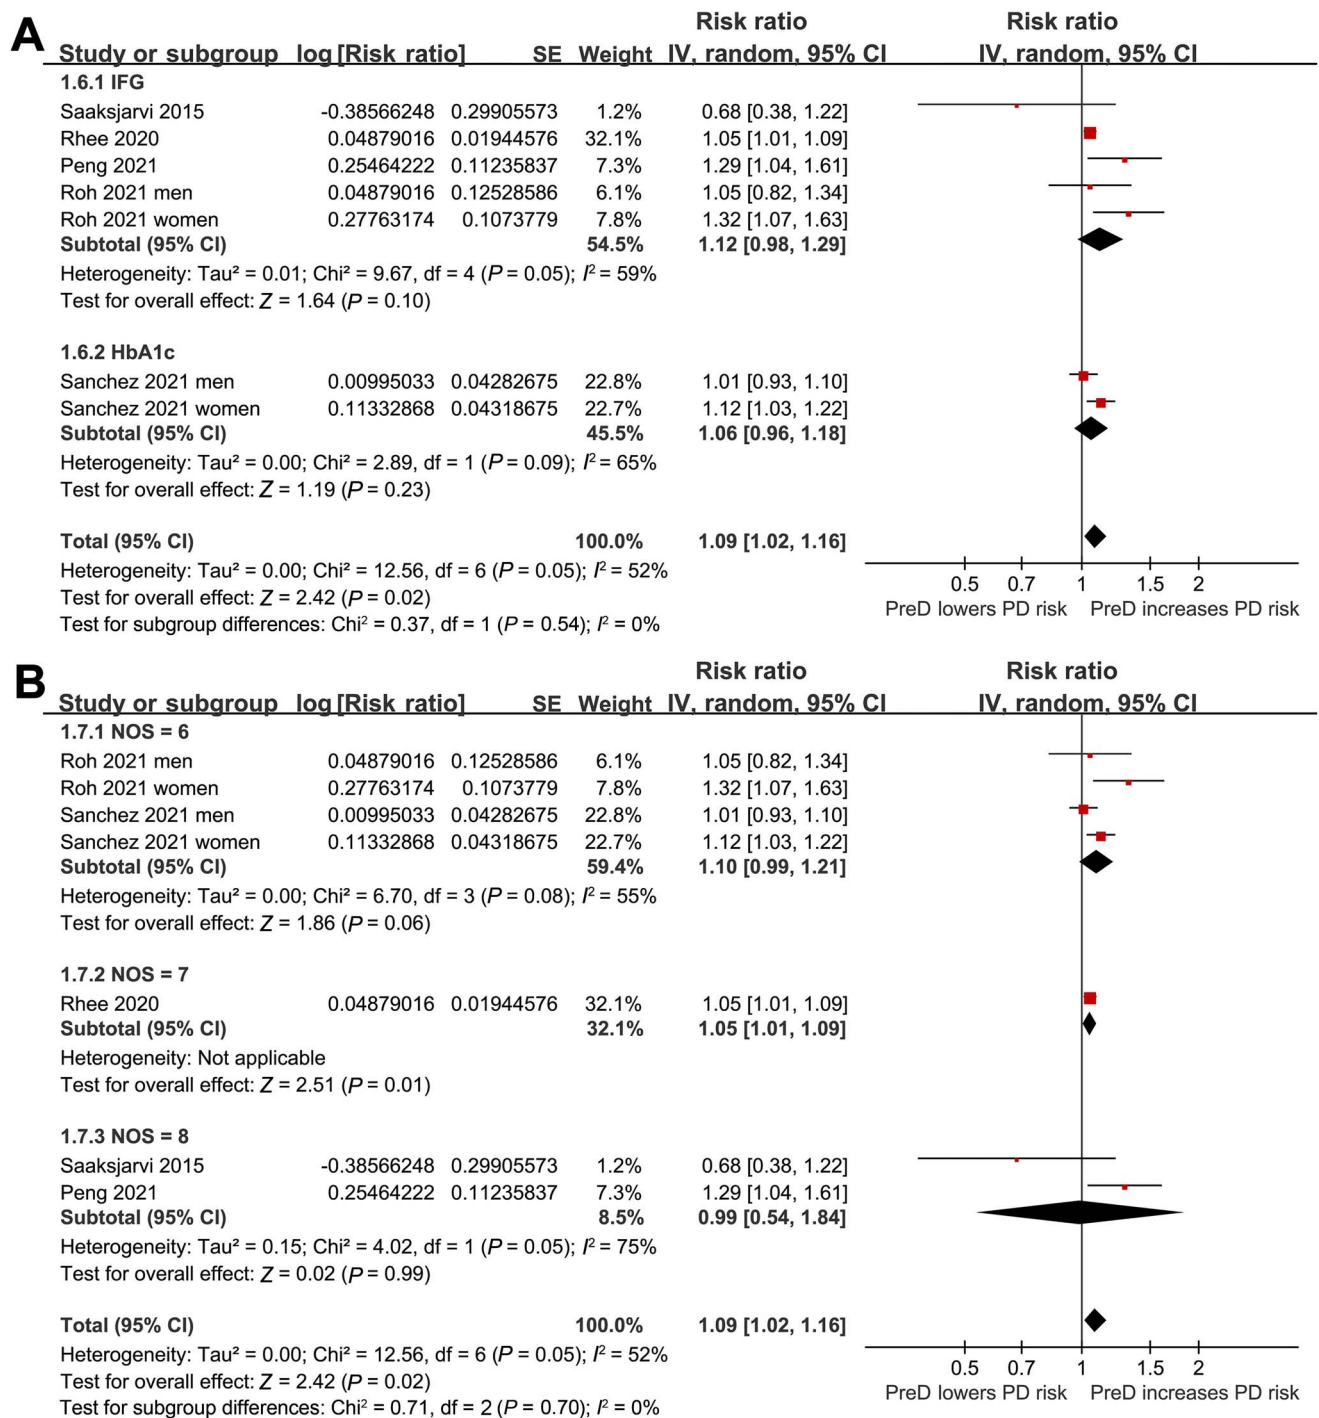 A
Risk ratio Risk ratio
Study or subgroup log [Risk ratio] SE Weight IV, random, 95% CI IV, random, 95% CI
1.6.1 IFG
Saaksjarvi 2015 -0.38566248 0.29905573 1.2% 0.68 [0.38, 1.22]
Rhee 2020 0.04879016 0.01944576 32.1% 1.05 [1.01, 1.09]
Peng 2021 0.25464222 0.11235837 7.3% 1.29 [1.04, 1.61]
Roh 2021 men 0.04879016 0.12528586 6.1% 1.05 [0.82, 1.34]
Roh 2021 women 0.27763174 0.1073779 7.8% 1.32 [1.07, 1.63]
Subtotal (95% CI) 54.5% 1.12 [0.98, 1.29]
Heterogeneity: Tau² = 0.01; Chi² = 9.67, df = 4 (P = 0.05); I² = 59%
Test for overall effect: Z = 1.64 (P = 0.10)
1.6.2 HbA1c
Sanchez 2021 men 0.00995033 0.04282675 22.8% 1.01 [0.93, 1.10]
Sanchez 2021 women 0.11332868 0.04318675 22.7% 1.12 [1.03, 1.22]
Subtotal (95% CI) 45.5% 1.06 [0.96, 1.18]
Heterogeneity: Tau² = 0.00; Chi² = 2.89, df = 1 (P = 0.09); I² = 65%
Test for overall effect: Z = 1.19 (P = 0.23)
Total (95% CI) 100.0% 1.09 [1.02, 1.16]
Heterogeneity: Tau² = 0.00; Chi² = 12.56, df = 6 (P = 0.05); I² = 52%
Test for overall effect: Z = 2.42 (P = 0.02)
Test for subgroup differences: Chi² = 0.37, df = 1 (P = 0.54); I² = 0%
0.5 0.7 1 1.5 2
PreD lowers PD risk PreD increases PD risk
B
Risk ratio Risk ratio
Study or subgroup log [Risk ratio] SE Weight IV, random, 95% CI IV, random, 95% CI
1.7.1 NOS = 6
Roh 2021 men 0.04879016 0.12528586 6.1% 1.05 [0.82, 1.34]
Roh 2021 women 0.27763174 0.1073779 7.8% 1.32 [1.07, 1.63]
Sanchez 2021 men 0.00995033 0.04282675 22.8% 1.01 [0.93, 1.10]
Sanchez 2021 women 0.11332868 0.04318675 22.7% 1.12 [1.03, 1.22]
Subtotal (95% CI) 59.4% 1.10 [0.99, 1.21]
Heterogeneity: Tau² = 0.00; Chi² = 6.70, df = 3 (P = 0.08); I² = 55%
Test for overall effect: Z = 1.86 (P = 0.06)
1.7.2 NOS = 7
Rhee 2020 0.04879016 0.01944576 32.1% 1.05 [1.01, 1.09]
Subtotal (95% CI) 32.1% 1.05 [1.01, 1.09]
Heterogeneity: Not applicable
Test for overall effect: Z = 2.51 (P = 0.01)
1.7.3 NOS = 8
Saaksjarvi 2015 -0.38566248 0.29905573 1.2% 0.68 [0.38, 1.22]
Peng 2021 0.25464222 0.11235837 7.3% 1.29 [1.04, 1.61]
Subtotal (95% CI) 8.5% 0.99 [0.54, 1.84]
Heterogeneity: Tau² = 0.15; Chi² = 4.02, df = 1 (P = 0.05); I² = 75%
Test for overall effect: Z = 0.02 (P = 0.99)
Total (95% CI) 100.0% 1.09 [1.02, 1.16]
Heterogeneity: Tau² = 0.00; Chi² = 12.56, df = 6 (P = 0.05); I² = 52%
Test for overall effect: Z = 2.42 (P = 0.02)
Test for subgroup differences: Chi² = 0.71, df = 2 (P = 0.70); I² = 0%
0.5 0.7 1 1.5 2
PreD lowers PD risk PreD increases PD risk